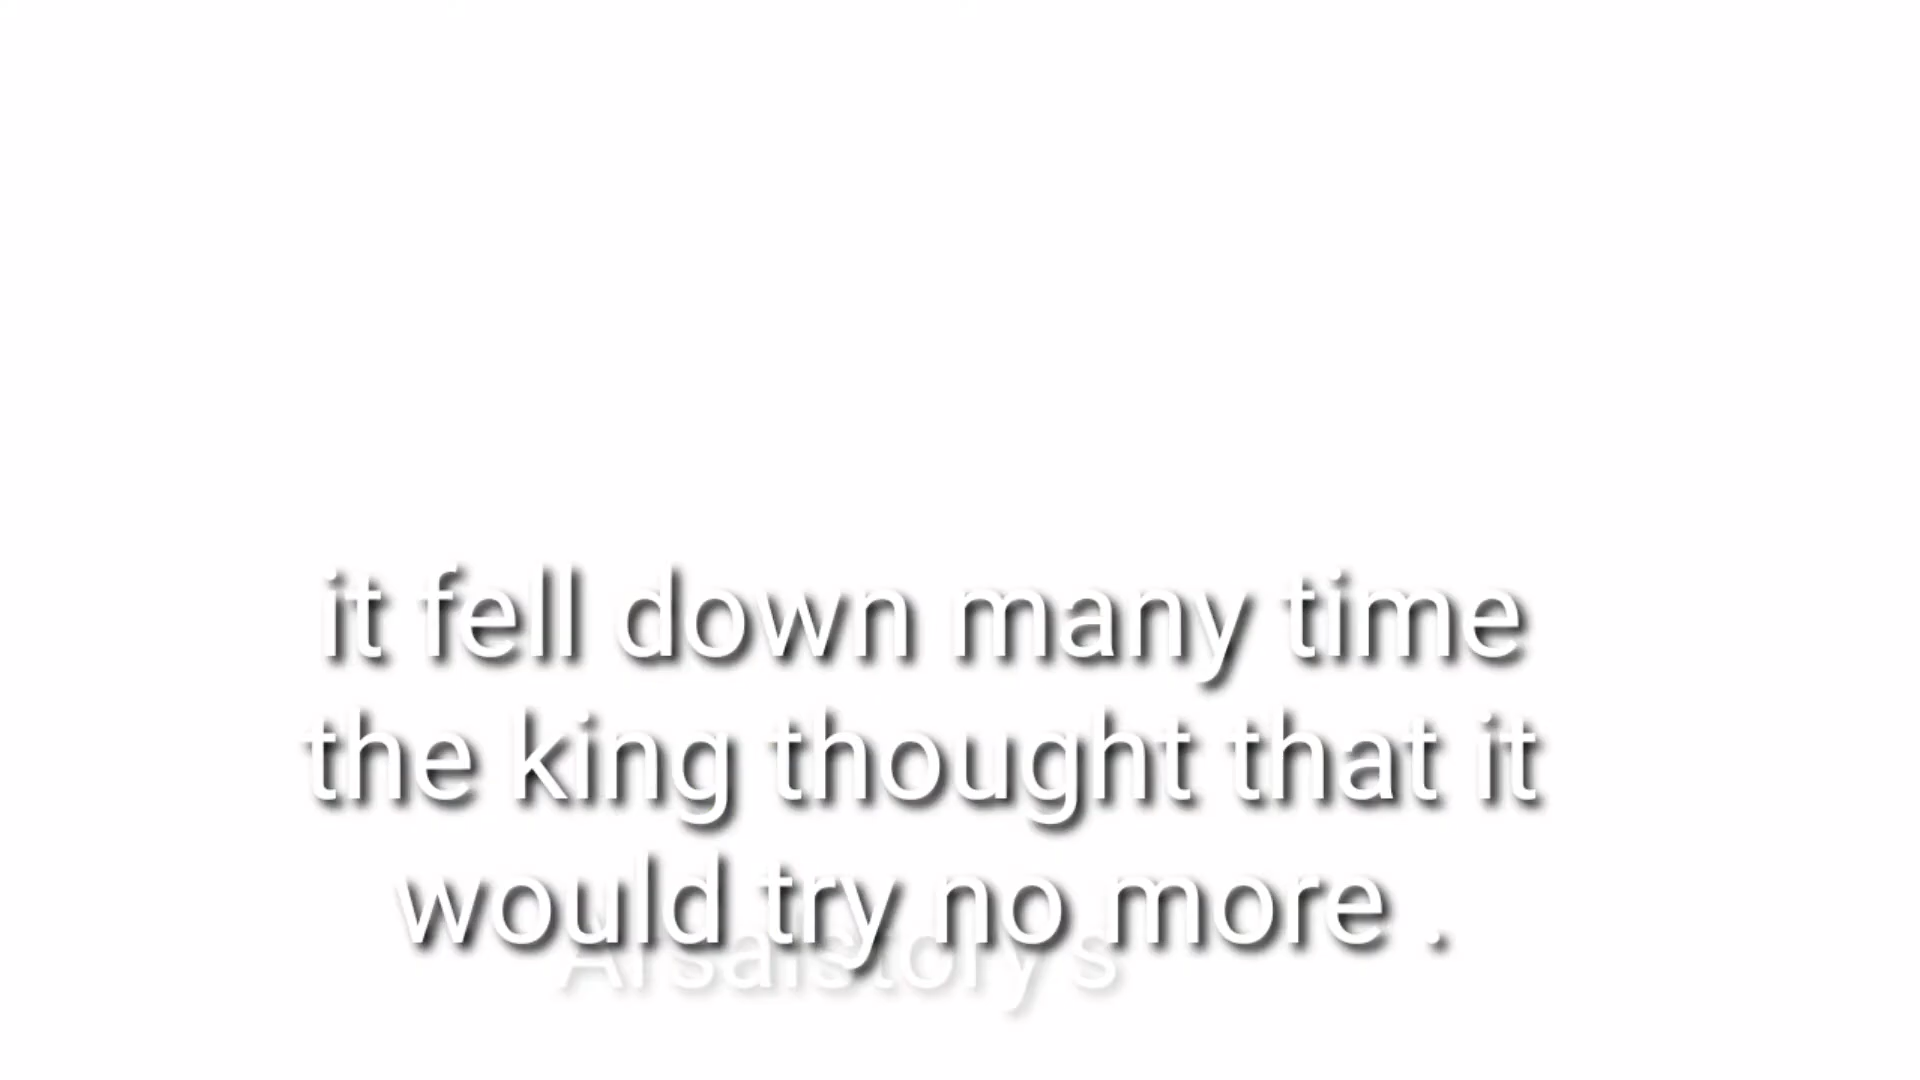 it fell down many time
the king thought that it
would try no more .